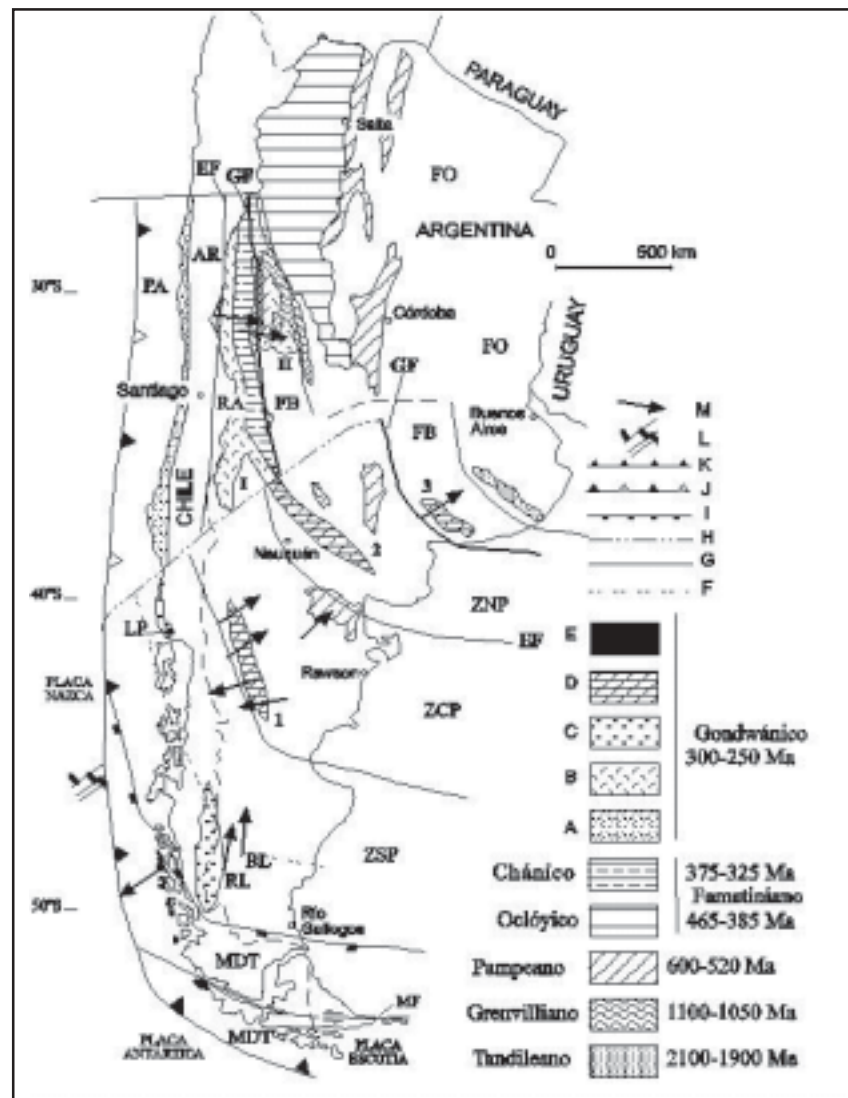 PARAGUAY
Salta
EF
GF
FO
ARGENTINA
0 500 km
AR
PA
30°S
Córdoba
URUGUAY
FO
II
GF
Santiago
RA
FB
Buenos
Aires
FB
CHILE
I
3
2
Neuquén
40°S
ZNP
LP
EF
Rawson
PLACA
NAZCA
ZCP
1
BL
ZSP
RL
50°S
Río
Gallegos
MDT
MF
MDT
PLACA
ANTÁRTICA
PLACA
ESCOTIA
M
L
K
J
I
H
G
F
E
D
C
Gondwánico
300-250 Ma
B
A
Chánico 375-325 Ma
Famatiniano
Oclóyico 465-385 Ma
Pampeano 600-520 Ma
Grenvilliano 1100-1050 Ma
Tandileano 2100-1900 Ma